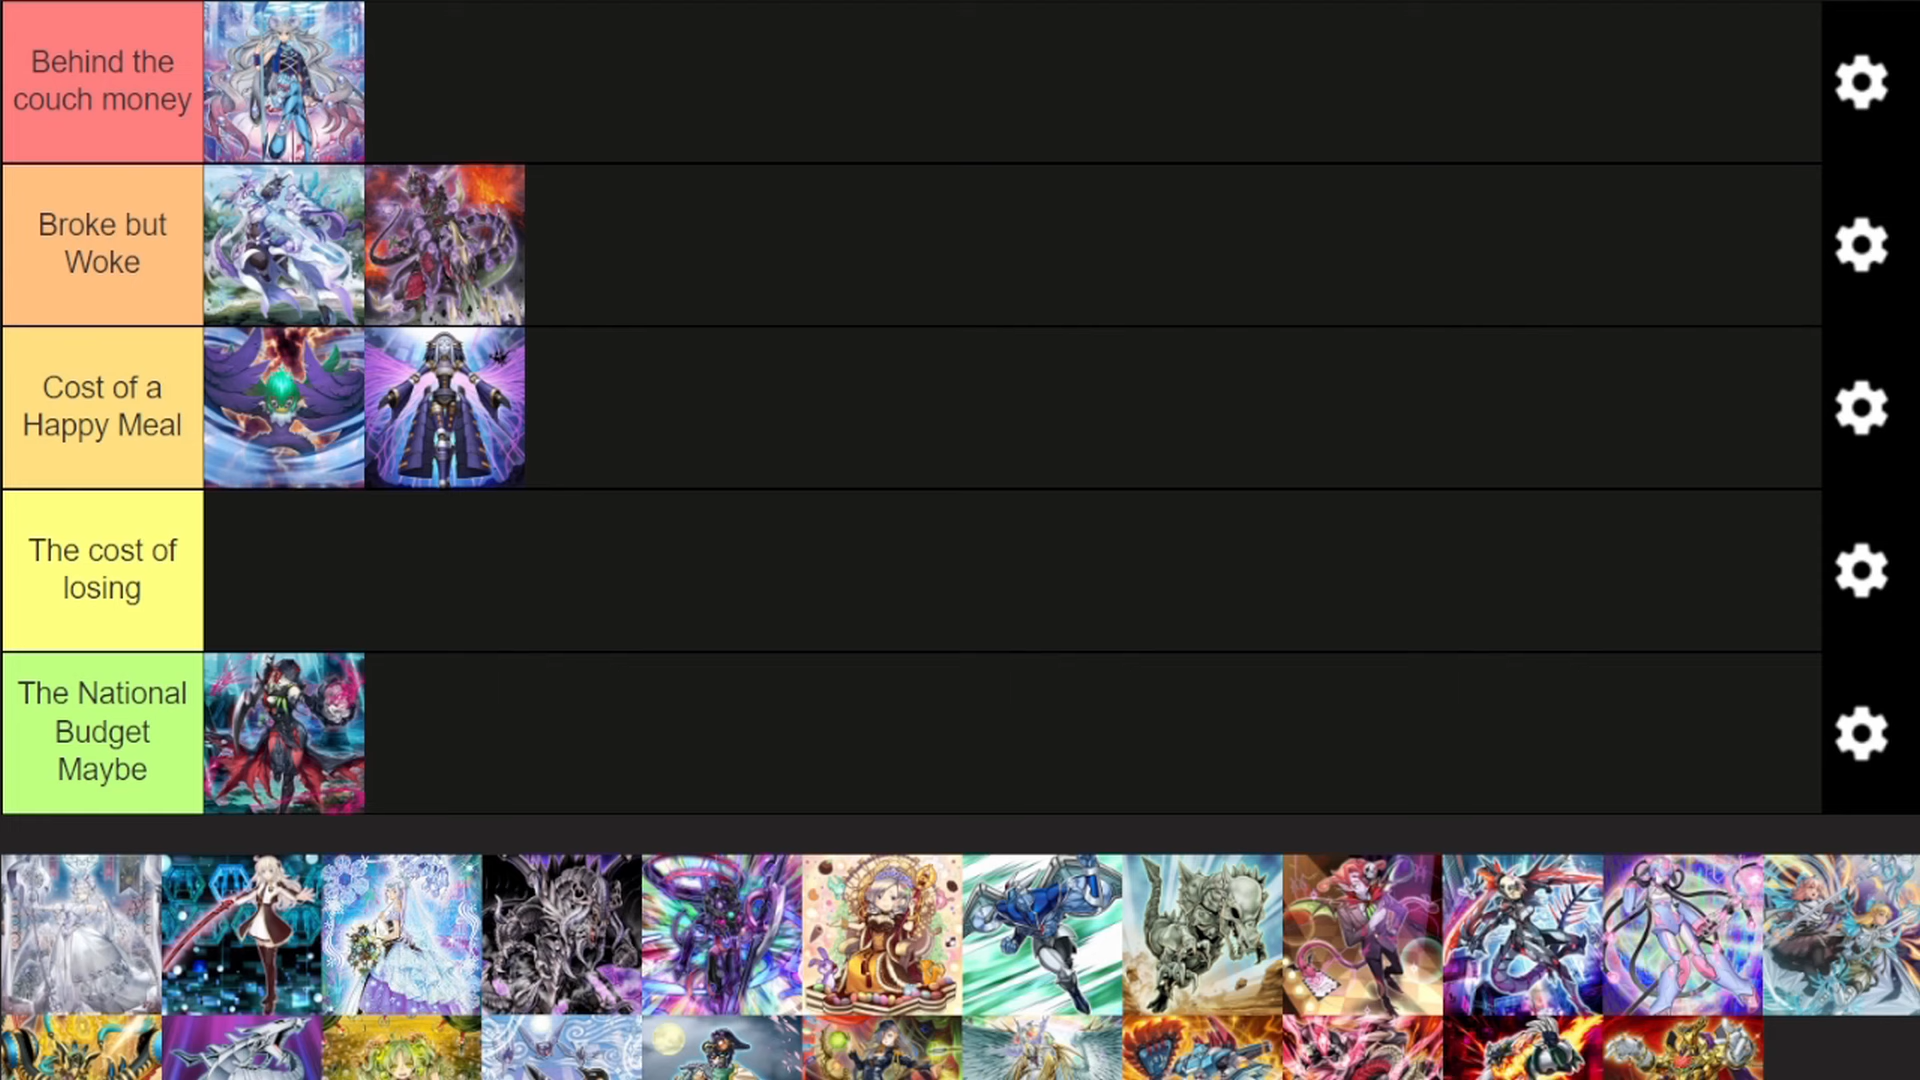 Behind the
couch money
Broke but
Woke
Cost of a
Happy Meal
The cost of
losing
The National
Budget
Maybe